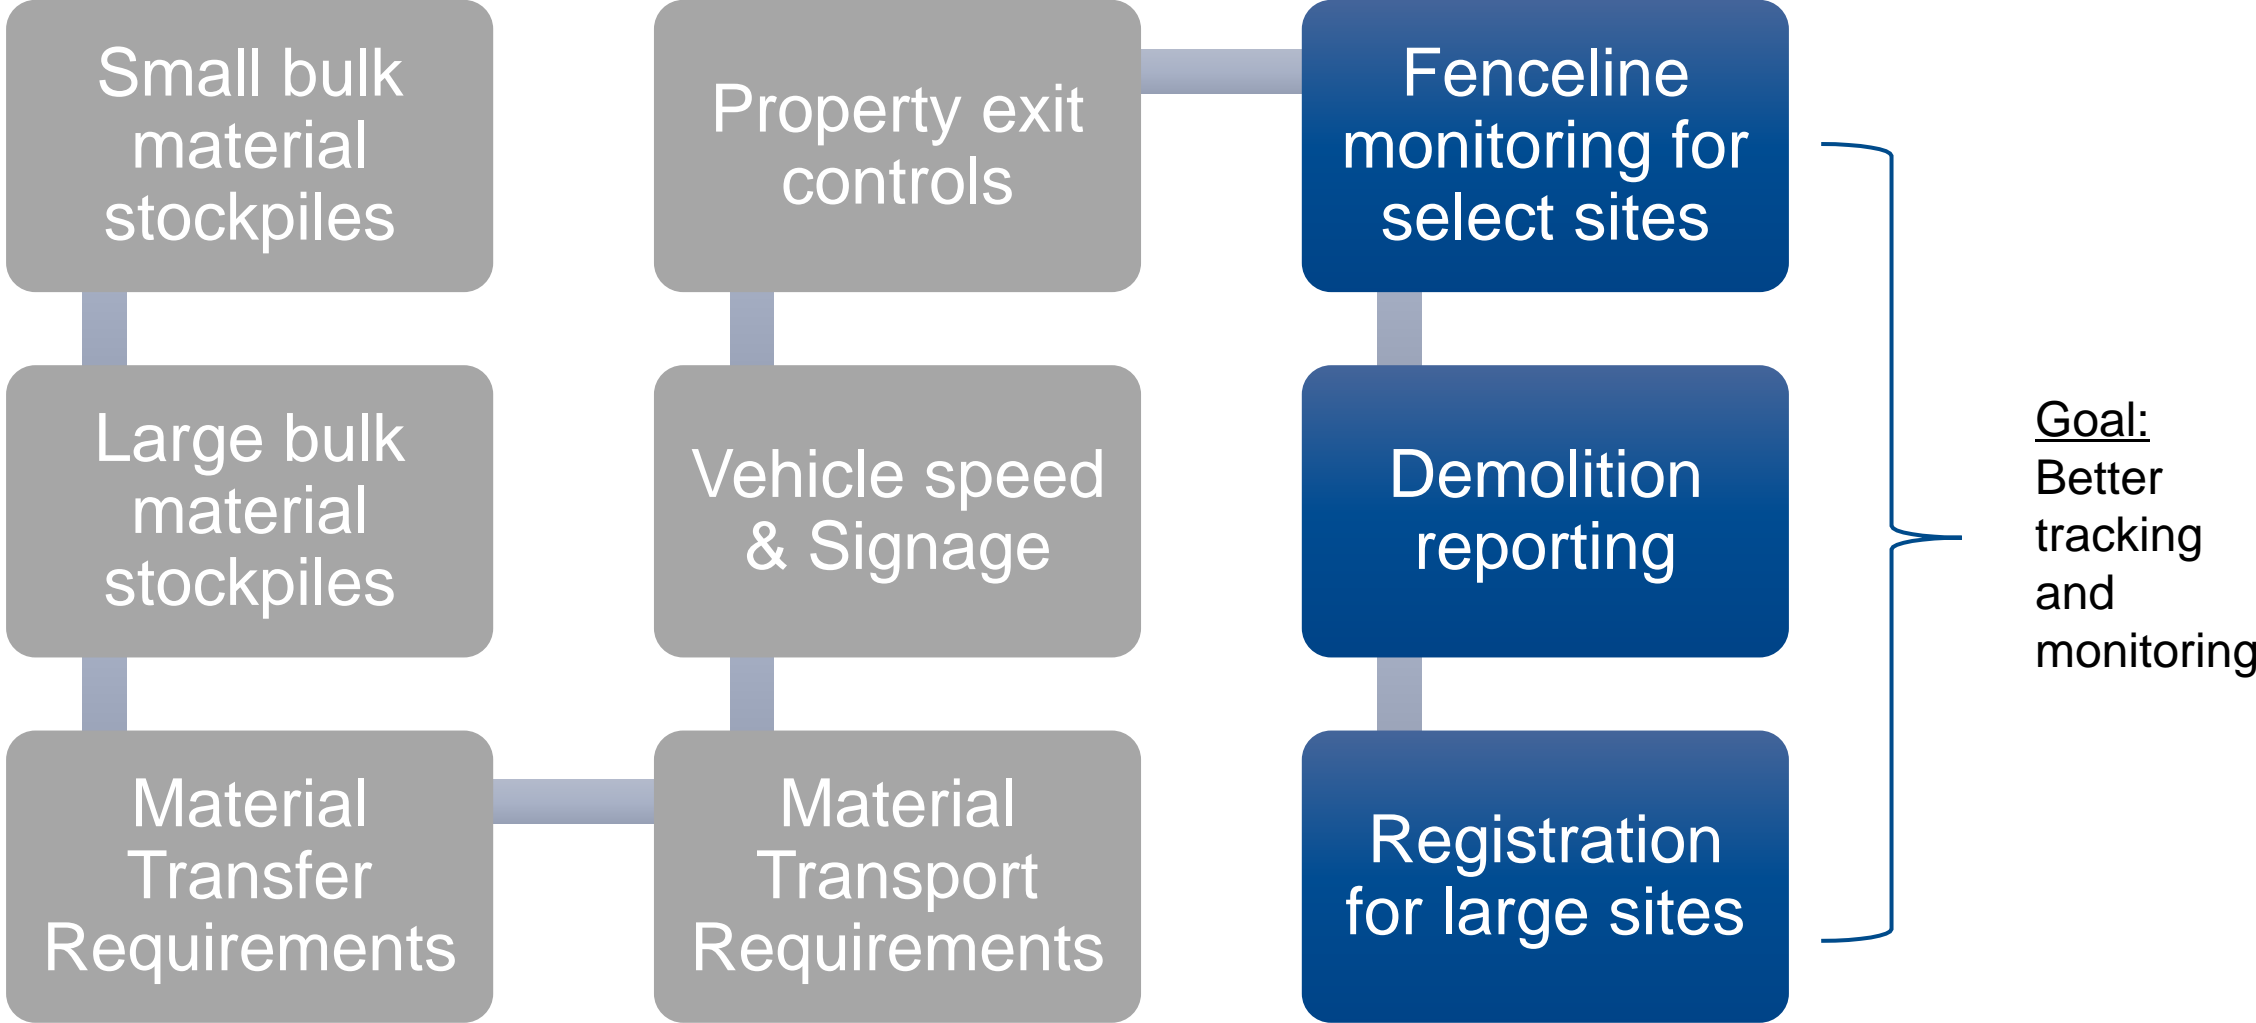 Small bulk
material
stockpiles
Large bulk
material
stockpiles
Material
Transfer
Requirements
Material
Transport
Requirements
Vehicle speed
& Signage
Property exit
controls
Fenceline
monitoring for
select sites
Demolition
reporting
Registration
for large sites
Goal:
Better
tracking
and
monitoring